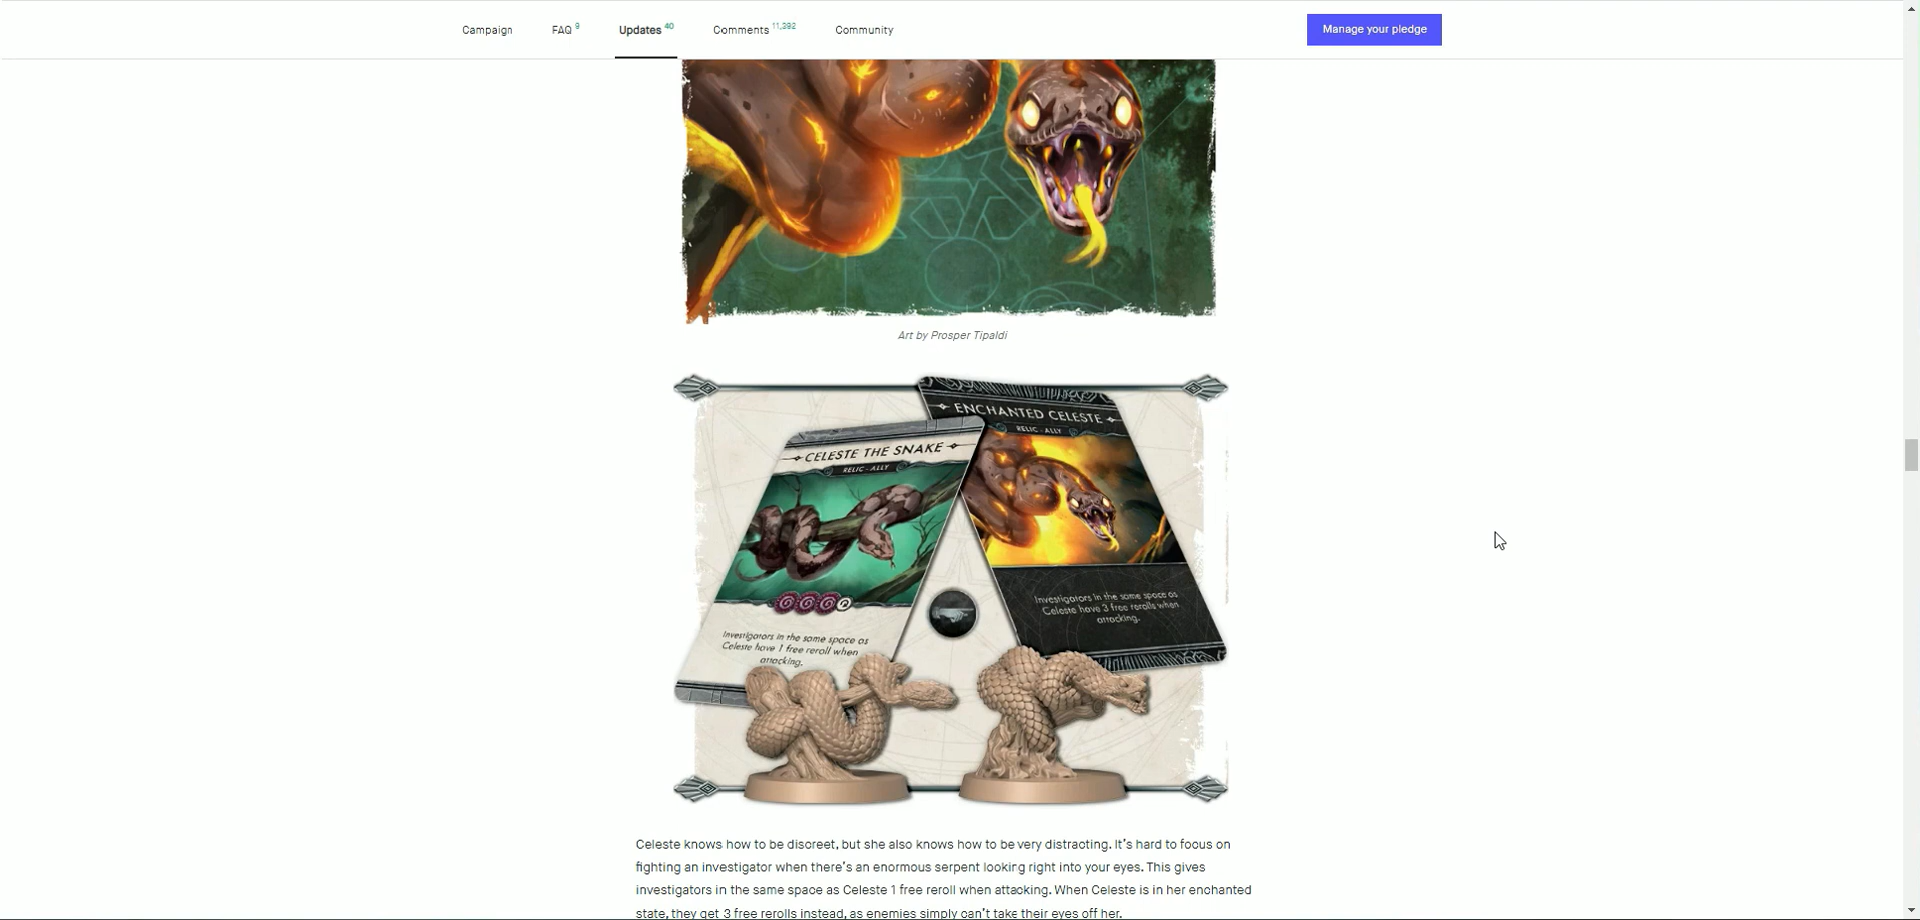 Campaign
FAQ 9
Updates 40
Comments 11,392
Community
Manage your pledge
Art by Prosper Tipaldi
ENCHANTED CELESTE
RELIC - ALLY
CELESTE THE SNAKE
RELIC - ALLY
Investigators in the same space as
Celeste have 3 free rerolls when
attacking.
Investigators in the same space as
Celeste have 1 free reroll when
attacking.
Celeste knows how to be discreet, but she also knows how to be very distracting. It's hard to focus on
fighting an investigator when there's an enormous serpent looking right into your eyes. This gives
investigators in the same space as Celeste 1 free reroll when attacking. When Celeste is in her enchanted
state, they get 3 free rerolls instead, as enemies simply can't take their eyes off her.